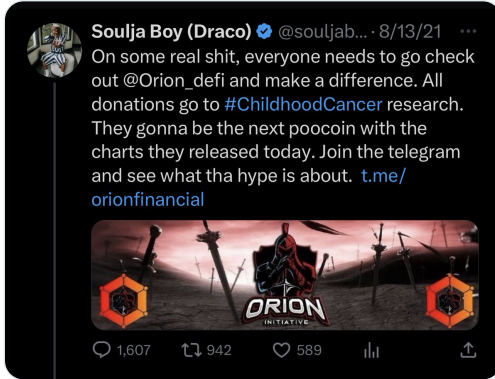 Soulja Boy (Draco) @souljab... · 8/13/21 ...
On some real shit, everyone needs to go check
out @Orion_defi and make a difference. All
donations go to #ChildhoodCancer research.
They gonna be the next poocoin with the
charts they released today. Join the telegram
and see what tha hype is about. t.me/
orionfinancial
ORION
INITIATIVE
1,607 942 589